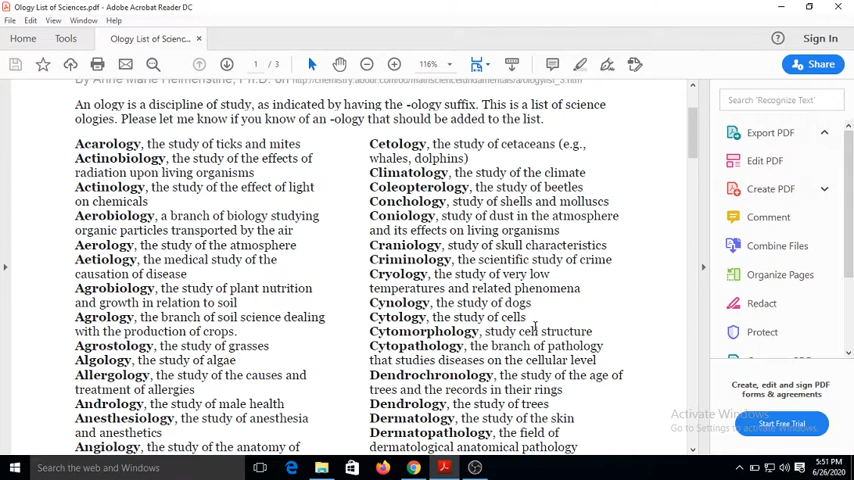 Ology List of Sciences.pdf - Adobe Acrobat Reader DC
File Edit View Window Help
Home Tools Ology List of Scienc... × Sign In
1 / 3 116% Share
By Anne Marie Helmenstine, Ph.D. on
An ology is a discipline of study, as indicated by having the -ology suffix. This is a list of science
ologies. Please let me know if you know of an -ology that should be added to the list.
Acarology, the study of ticks and mites
Actinobiology, the study of the effects of
radiation upon living organisms
Actinology, the study of the effect of light
on chemicals
Aerobiology, a branch of biology studying
organic particles transported by the air
Aerology, the study of the atmosphere
Aetiology, the medical study of the
causation of disease
Agrobiology, the study of plant nutrition
and growth in relation to soil
Agrology, the branch of soil science dealing
with the production of crops.
Agrostology, the study of grasses
Algology, the study of algae
Allergology, the study of the causes and
treatment of allergies
Andrology, the study of male health
Anesthesiology, the study of anesthesia
and anesthetics
Angiology, the study of the anatomy of
Cetology, the study of cetaceans (e.g.,
whales, dolphins)
Climatology, the study of the climate
Coleopterology, the study of beetles
Conchology, the study of shells and molluscs
Coniology, study of dust in the atmosphere
and its effects on living organisms
Craniology, study of skull characteristics
Criminology, the scientific study of crime
Cryology, the study of very low
temperatures and related phenomena
Cynology, the study of dogs
Cytology, the study of cells
Cytomorphology, study cell structure
Cytopathology, the branch of pathology
that studies diseases on the cellular level
Dendrochronology, the study of the age of
trees and the records in their rings
Dendrology, the study of trees
Dermatology, the study of the skin
Dermatopathology, the field of
dermatological anatomical pathology
Search 'Recognize Text'
Export PDF
Edit PDF
Create PDF
Comment
Combine Files
Organize Pages
Redact
Protect
Create, edit and sign PDF
forms & agreements
Start Free Trial
Activate Windows
Go to Settings to activate Windows.
Search the web and Windows
5:51 PM
6/26/2020